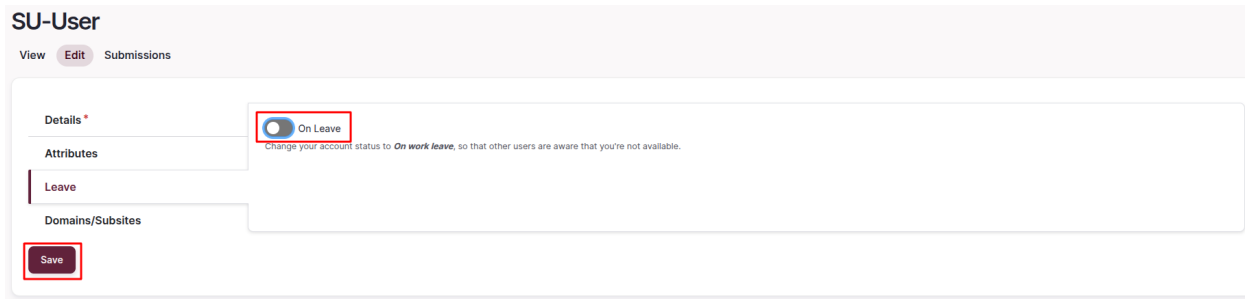 SU-User
View Edit Submissions
Details *
Attributes
Leave
Domains/Subsites
On Leave
Change your account status to On work leave, so that other users are aware that you're not available.
Save